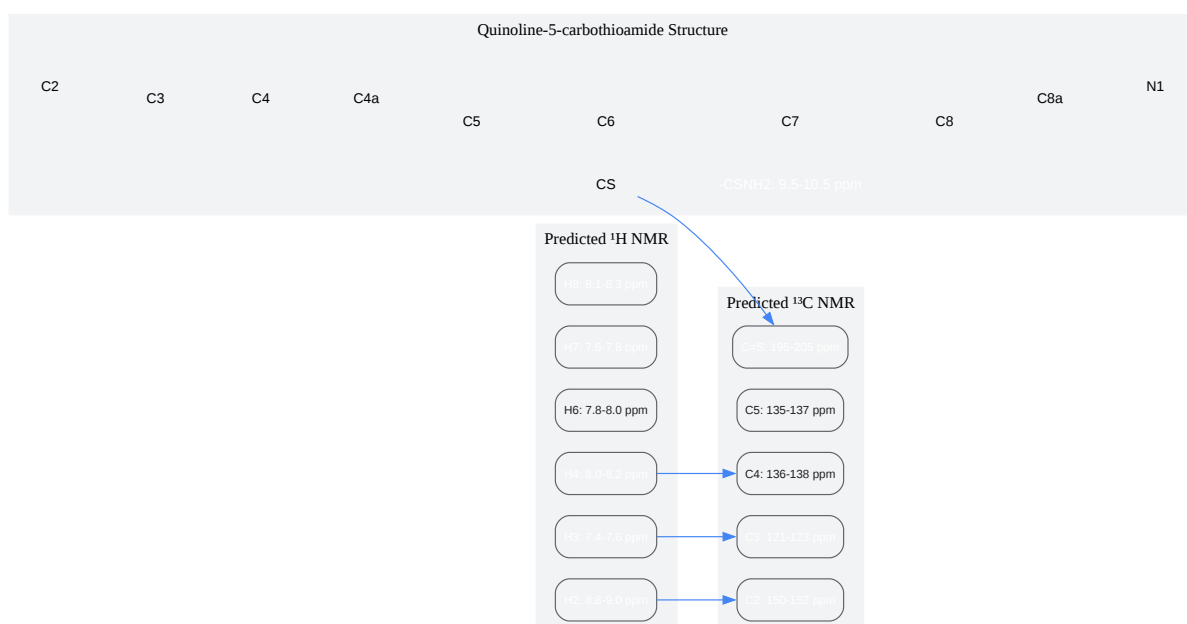 Quinoline-5-carbothioamide Structure
C2
C3
C4
C4a
C5
C6
C7
C8
C8a
N1
CS
-CSNH2: 9.5-10.5 ppm
Predicted ¹H NMR
H8: 8.1-8.3 ppm
H7: 7.6-7.8 ppm
H6: 7.8-8.0 ppm
H4: 8.0-8.2 ppm
H3: 7.4-7.6 ppm
H2: 8.8-9.0 ppm
Predicted ¹³C NMR
C=S: 195-205 ppm
C5: 135-137 ppm
C4: 136-138 ppm
C3: 121-123 ppm
C2: 150-152 ppm